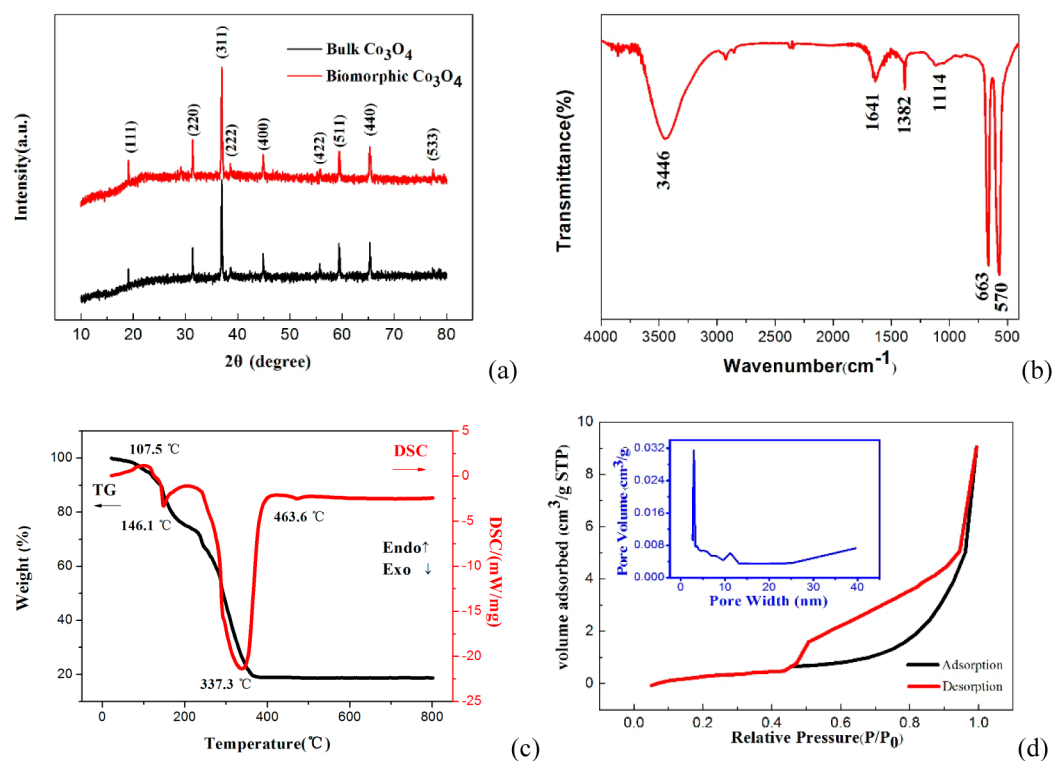 Intensity(a.u.)
(111)
(220)
(311)
(222)
(400)
(422)
(511)
(440)
(533)
Bulk Co3O4
Biomorphic Co3O4
10 20 30 40 50 60 70 80
2θ (degree)
(a)
Transmittance(%)
3446
1641
1382
1114
663
570
4000 3500 3000 2500 2000 1500 1000 500
Wavenumber(cm-1)
(b)
Weight (%)
100
80
60
40
20
107.5 ℃
TG
146.1 ℃
337.3 ℃
463.6 ℃
DSC
Endo↑
Exo ↓
5
0
-5
-10
-15
-20
-25
DSC/(mW/mg)
0 200 400 600 800
Temperature(℃)
(c)
volume adsorbed (cm3/g STP)
10
8
6
4
2
0
Pore Volume (cm3/g)
0.032
0.024
0.016
0.008
0.000
0 10 20 30 40
Pore Width (nm)
Adsorption
Desorption
0.0 0.2 0.4 0.6 0.8 1.0
Relative Pressure(P/P0)
(d)